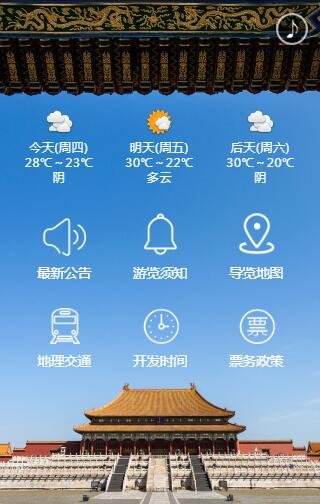 今天(周四) 明天(周五) 后天(周六)
28℃～23℃ 30℃～22℃ 30℃～20℃
阴 多云 阴
最新公告 游览须知 导览地图
票
地理交通 开发时间 票务政策